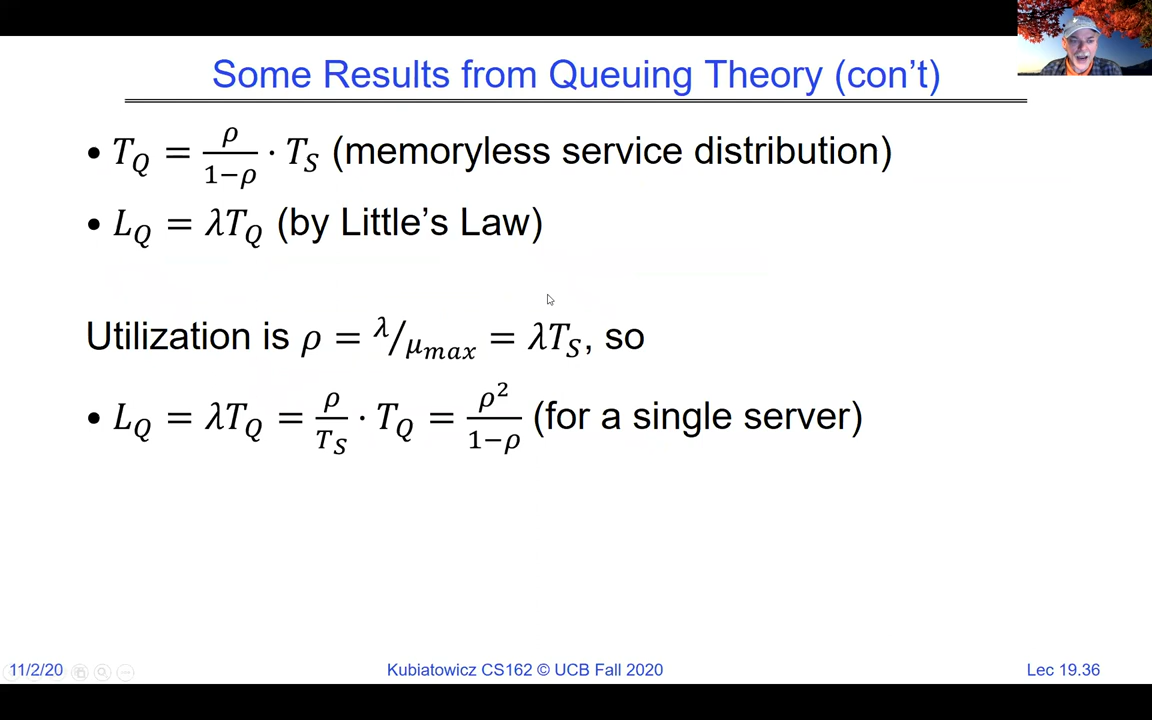 Some Results from Queuing Theory (con't)
• T_Q = ρ/(1−ρ) · T_S (memoryless service distribution)
• L_Q = λT_Q (by Little's Law)
Utilization is ρ = λ/μ_max = λT_S, so
• L_Q = λT_Q = ρ/T_S · T_Q = ρ²/(1−ρ) (for a single server)
11/2/20 Kubiatowicz CS162 © UCB Fall 2020 Lec 19.36